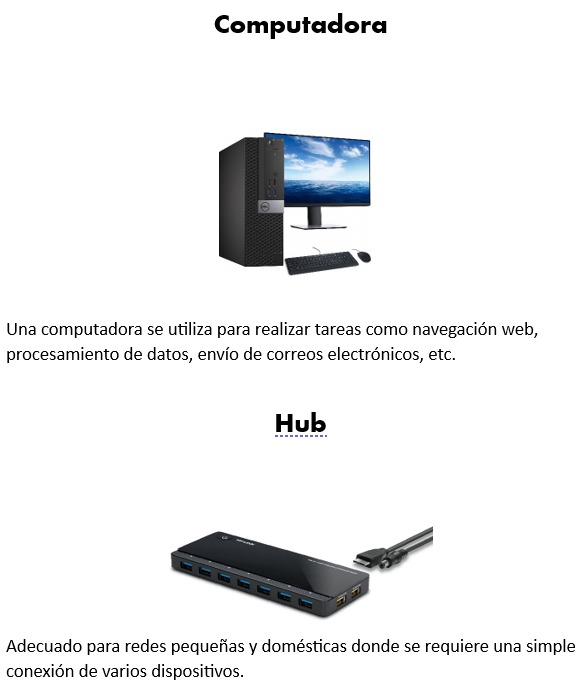 Computadora
Una computadora se utiliza para realizar tareas como navegación web,
procesamiento de datos, envío de correos electrónicos, etc.
Hub
Adecuado para redes pequeñas y domésticas donde se requiere una simple
conexión de varios dispositivos.